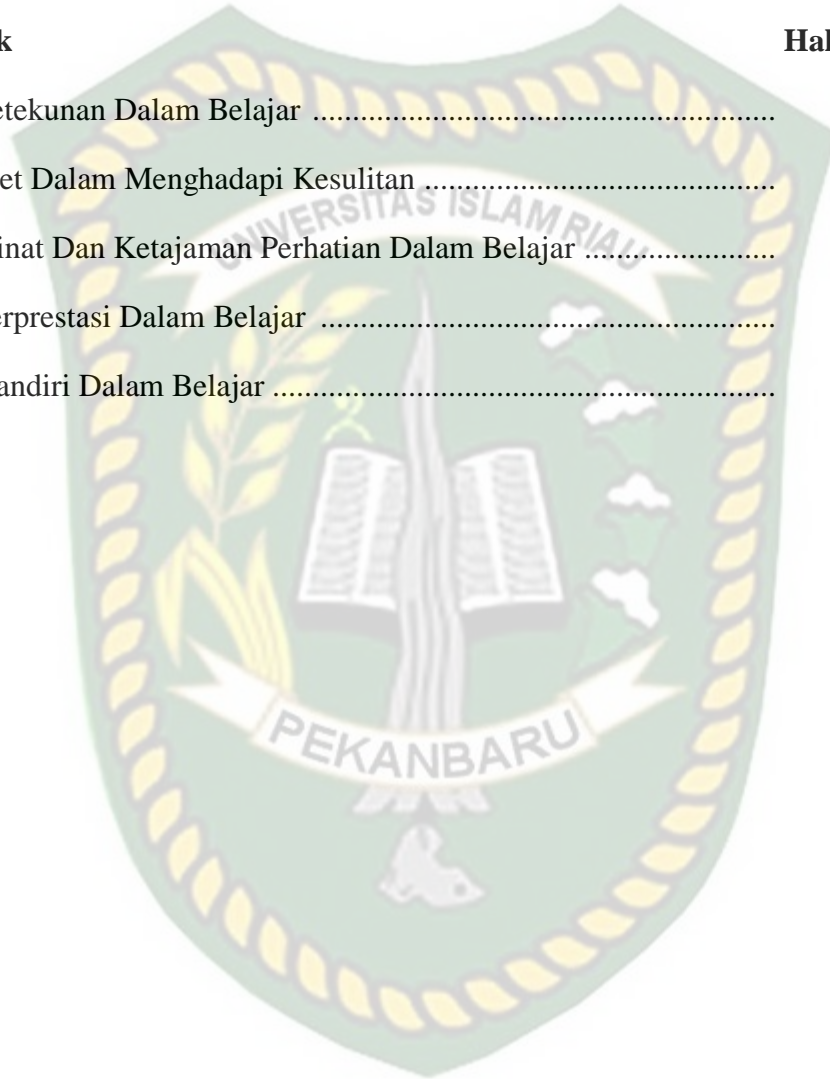 k Hal
etekunan Dalam Belajar ..........................................................
et Dalam Menghadapi Kesulitan ............................................
UNIVERSITAS ISLAM RIAU
inat Dan Ketajaman Perhatian Dalam Belajar ........................
erprestasi Dalam Belajar .........................................................
andiri Dalam Belajar ...............................................................
PEKANBARU